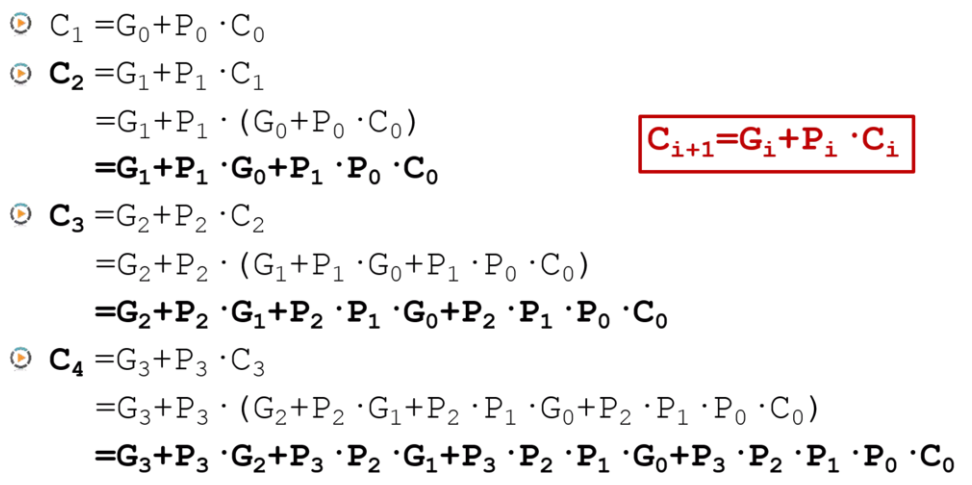 C₁ =G₀+P₀ ·C₀
C₂ =G₁+P₁ ·C₁
=G₁+P₁ · (G₀+P₀ ·C₀)
=G₁+P₁ ·G₀+P₁ ·P₀ ·C₀
Cᵢ₊₁=Gᵢ+Pᵢ ·Cᵢ
C₃ =G₂+P₂ ·C₂
=G₂+P₂ · (G₁+P₁ ·G₀+P₁ ·P₀ ·C₀)
=G₂+P₂ ·G₁+P₂ ·P₁ ·G₀+P₂ ·P₁ ·P₀ ·C₀
C₄ =G₃+P₃ ·C₃
=G₃+P₃ · (G₂+P₂ ·G₁+P₂ ·P₁ ·G₀+P₂ ·P₁ ·P₀ ·C₀)
=G₃+P₃ ·G₂+P₃ ·P₂ ·G₁+P₃ ·P₂ ·P₁ ·G₀+P₃ ·P₂ ·P₁ ·P₀ ·C₀